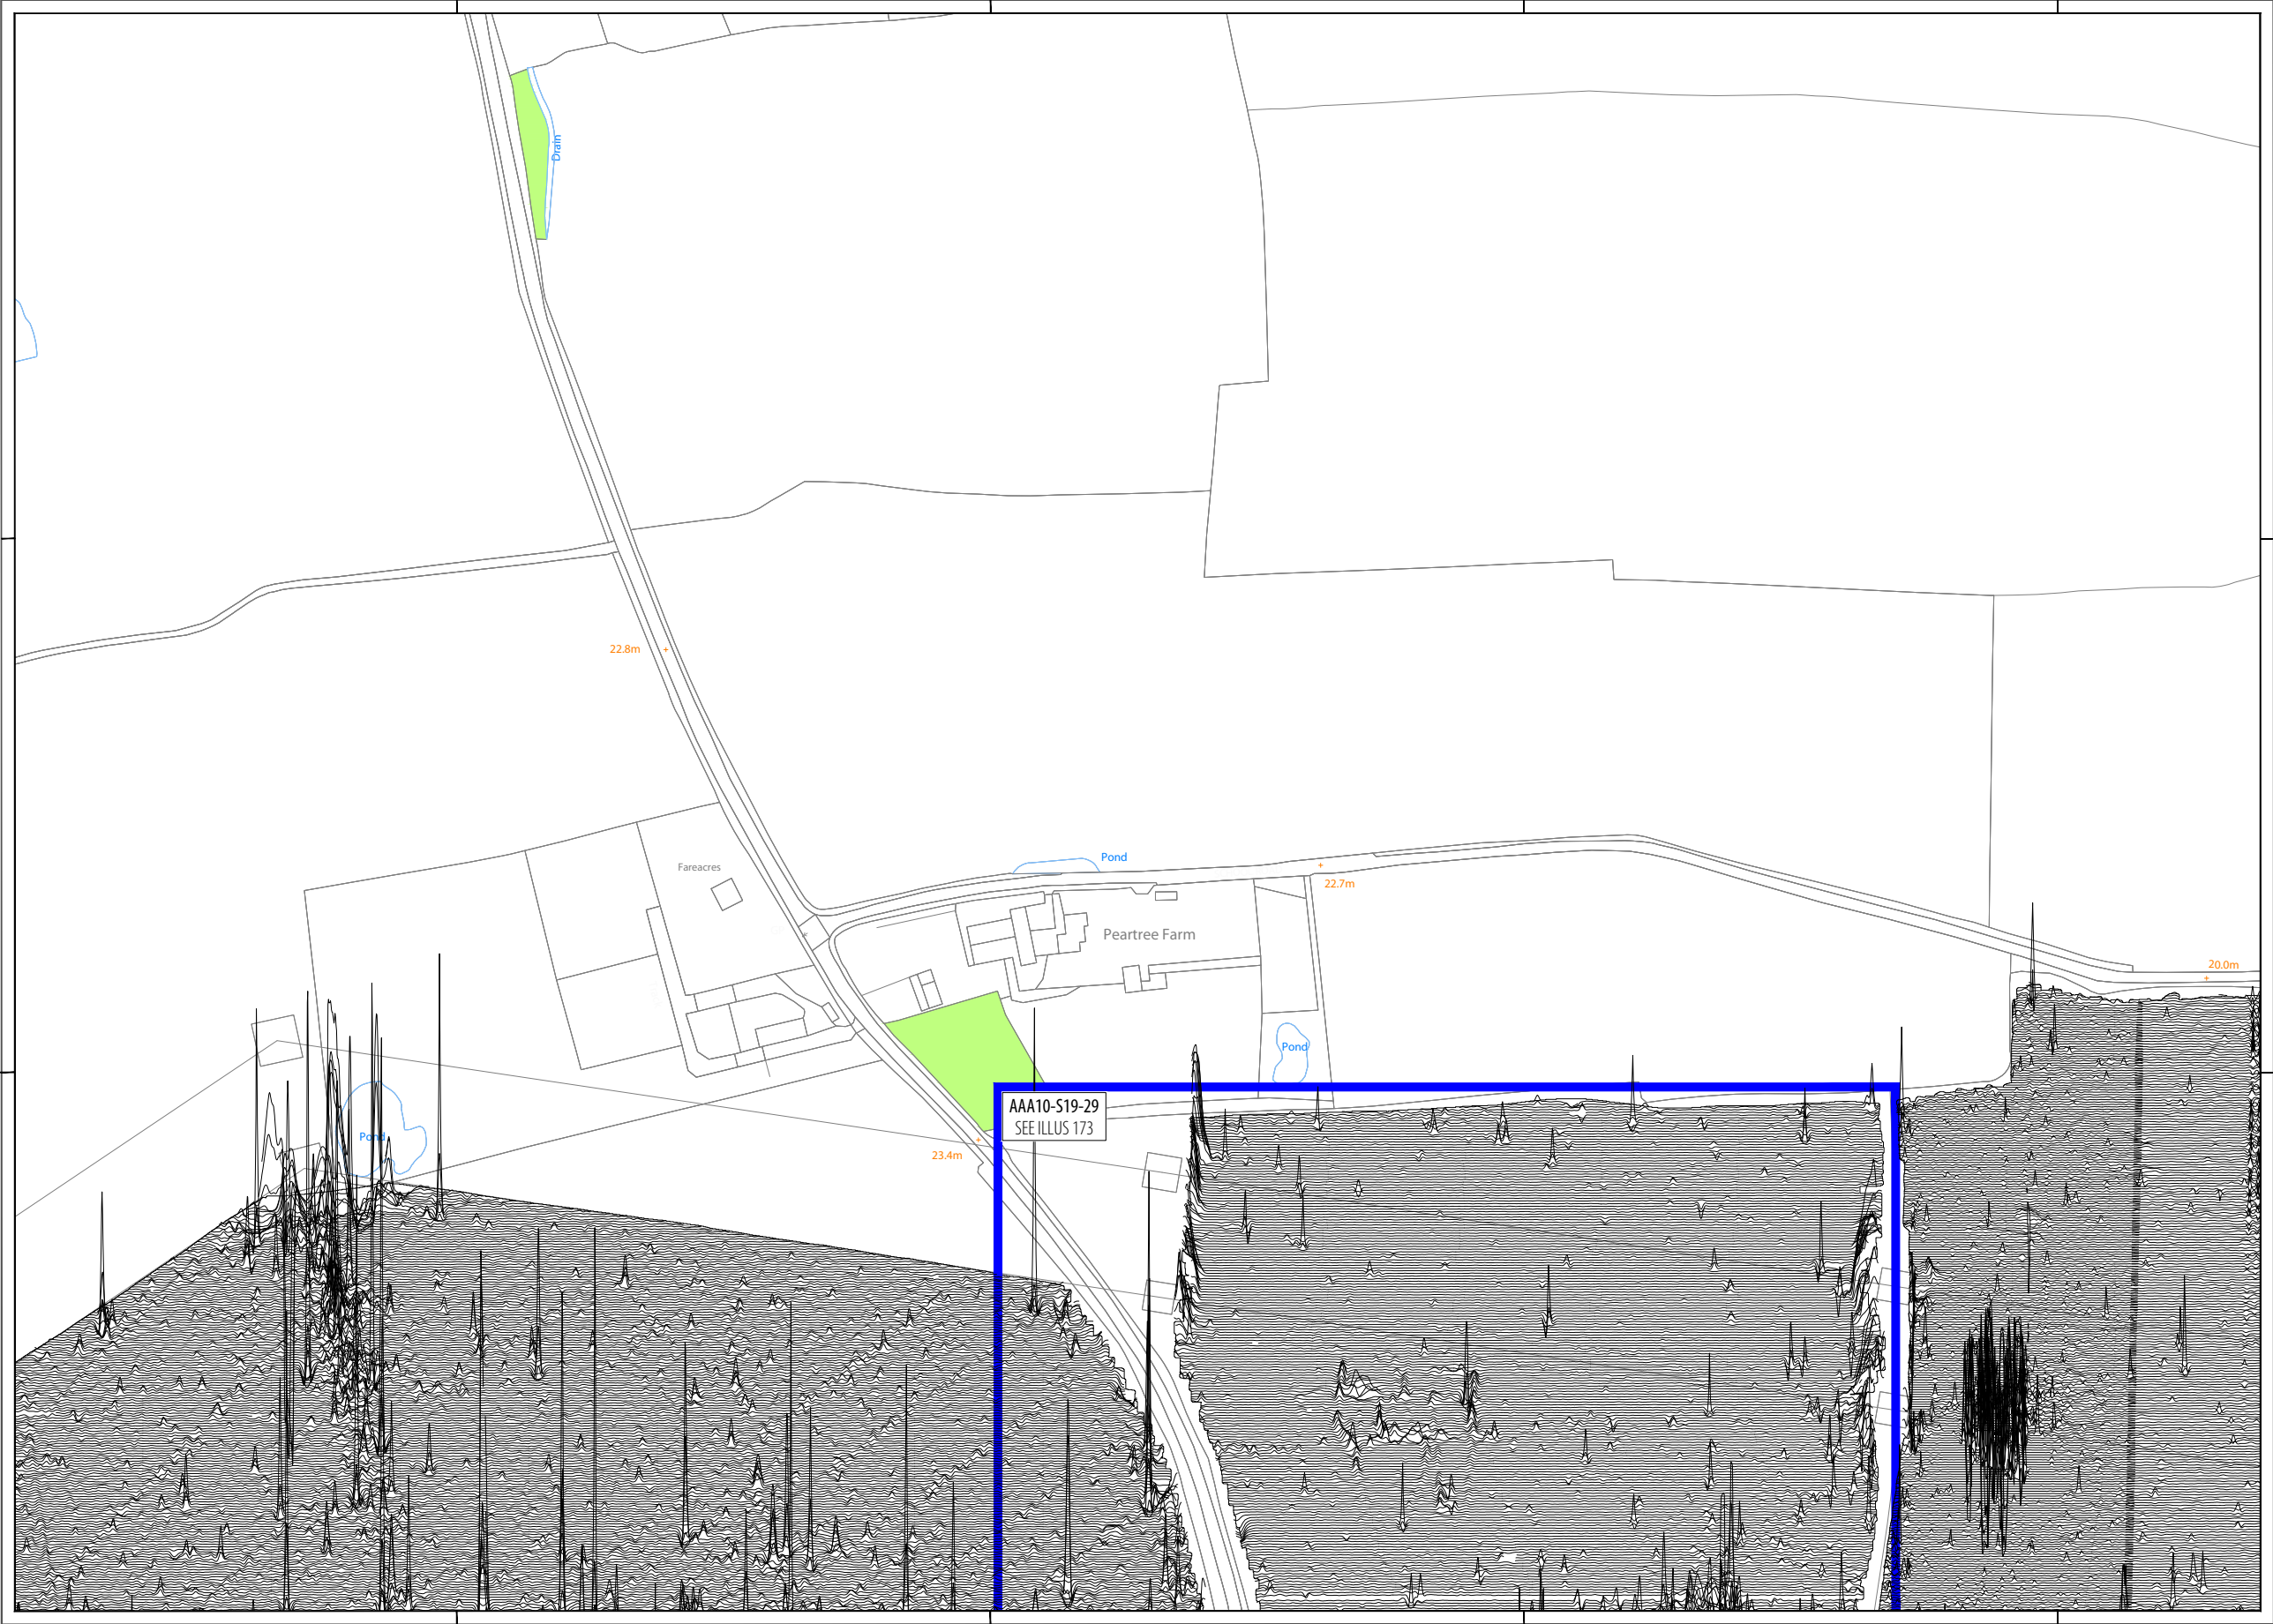 Drain
22.8m
Pond
Fareacres
22.7m
Peartree Farm
20.0m
Pond
AAA10-S19-29
SEE ILLUS 173
Pond
23.4m